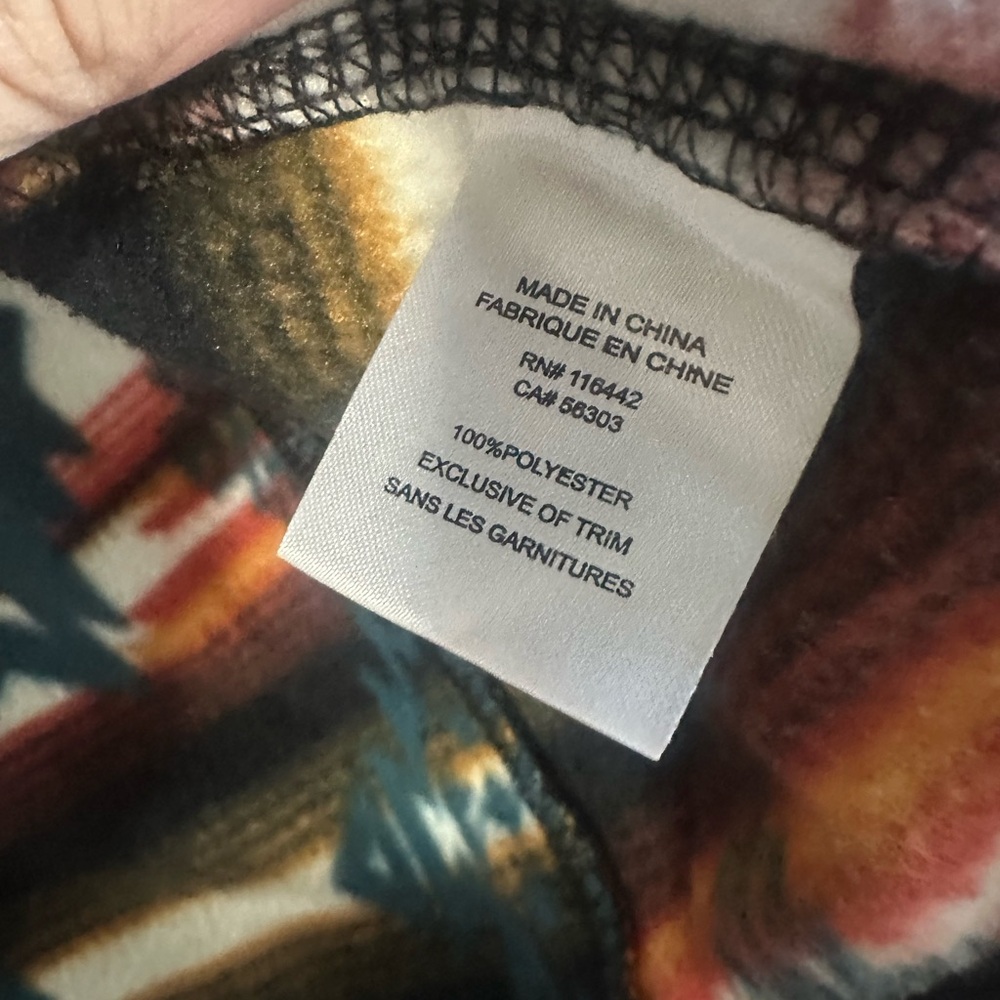 MADE IN CHINA
FABRIQUE EN CHINE
RN# 116442
CA# 56303
100%POLYESTER
EXCLUSIVE OF TRIM
SANS LES GARNITURES